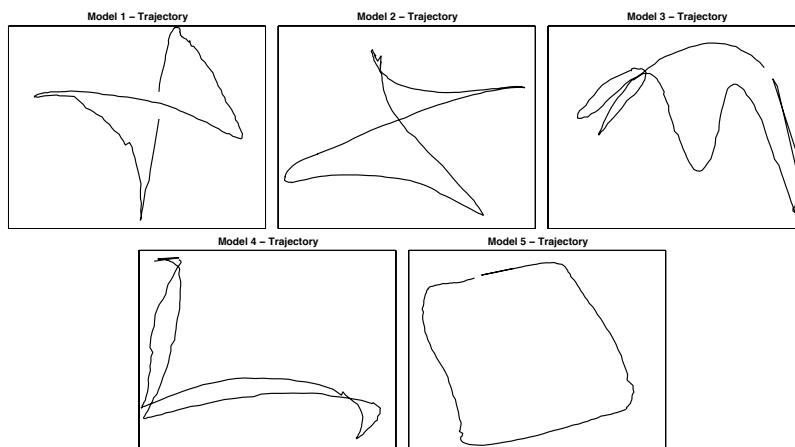 Model 1 – Trajectory
Model 2 – Trajectory
Model 3 – Trajectory
Model 4 – Trajectory
Model 5 – Trajectory